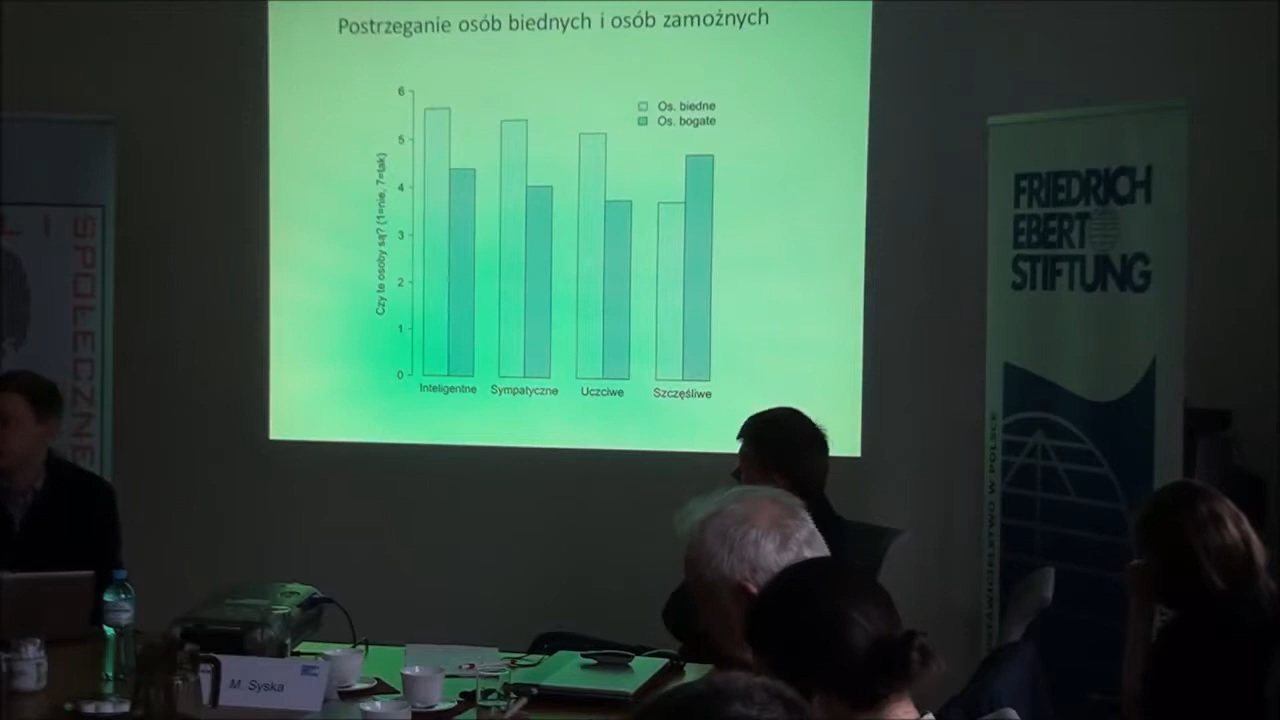 Postrzeganie osób biednych i osób zamożnych
Os. biedne
Os. bogate
Czy te osoby są? (1=nie, 7=tak)
6
5
4
3
2
1
0
Inteligentne
Sympatyczne
Uczciwe
Szczęśliwe
FRIEDRICH
EBERT
STIFTUNG
W POLSCE
SPOŁECZNE
M. Syska